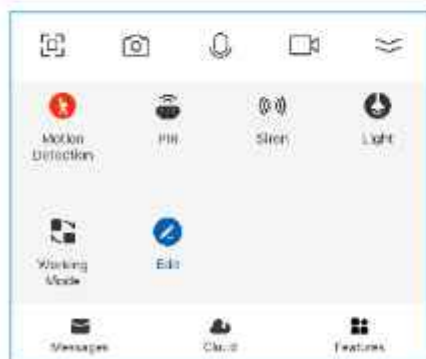 Motion
Detection
PIR
Siren
Light
Working
Mode
Edit
Messages
Cloud
Features